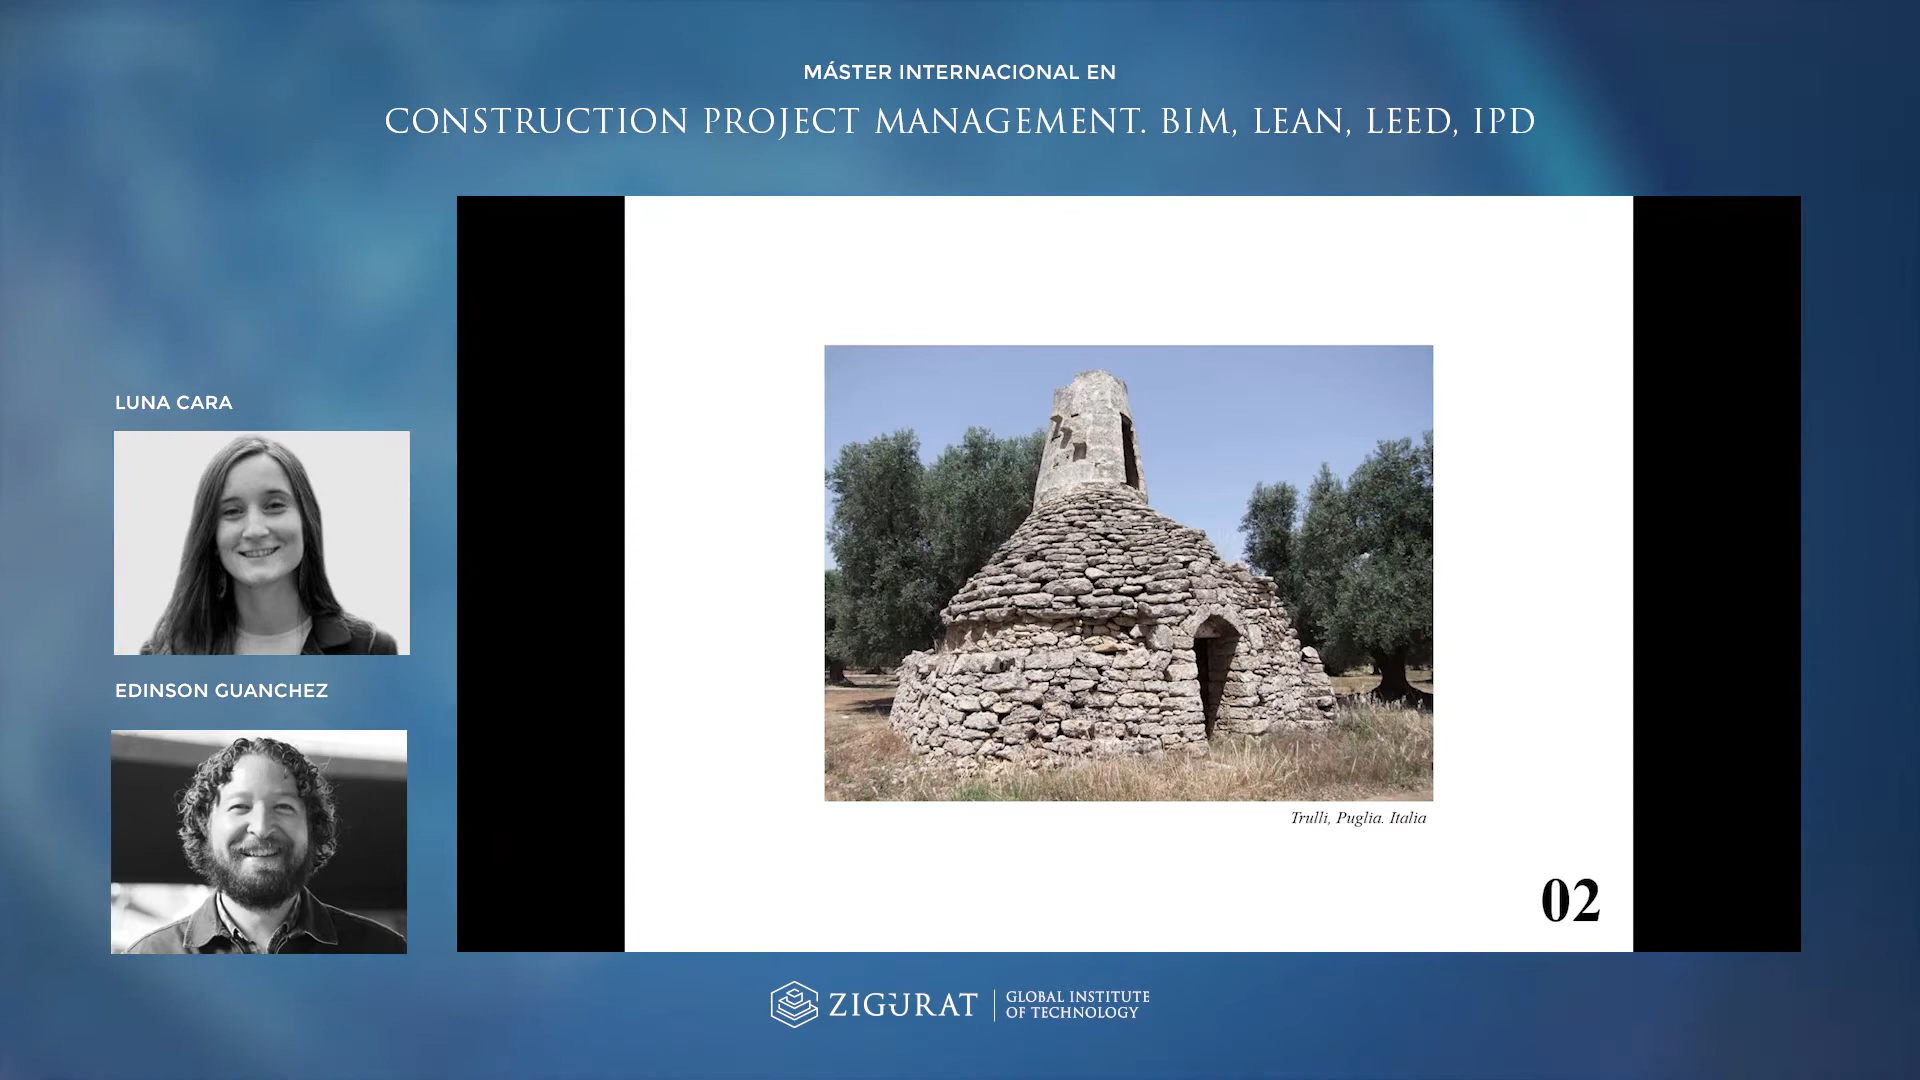 MÁSTER INTERNACIONAL EN
CONSTRUCTION PROJECT MANAGEMENT. BIM, LEAN, LEED, IPD
LUNA CARA
EDINSON GUANCHEZ
Trulli, Puglia. Italia
02
ZIGURAT
GLOBAL INSTITUTE
OF TECHNOLOGY